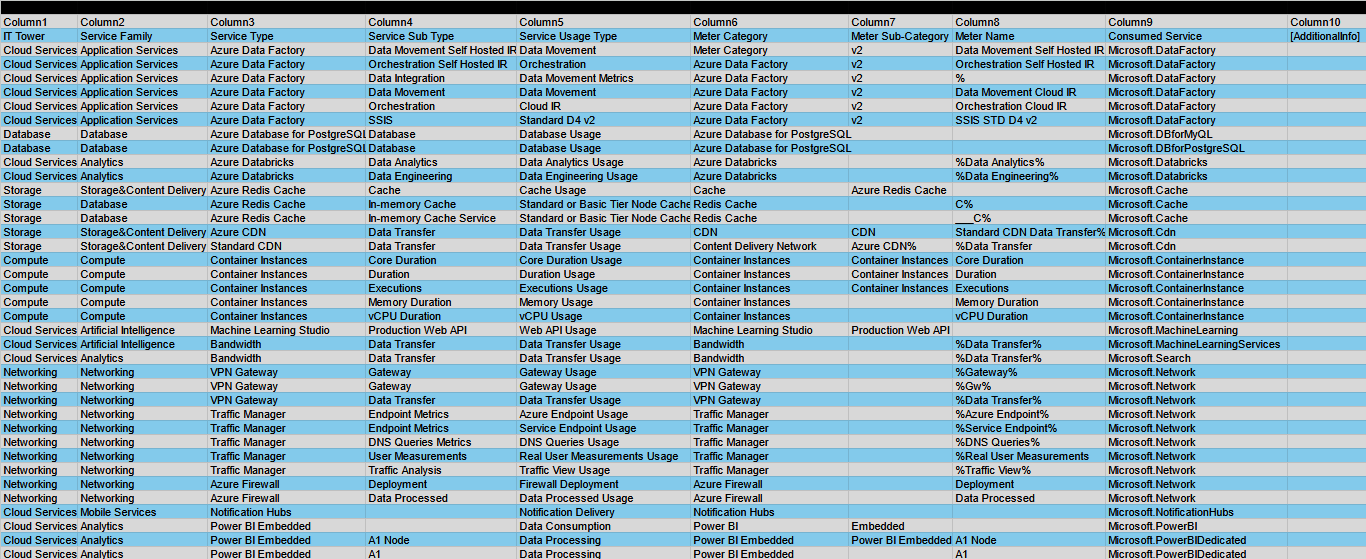 Column1 Column2 Column3 Column4 Column5 Column6 Column7 Column8 Column9 Column10
IT Tower Service Family Service Type Service Sub Type Service Usage Type Meter Category Meter Sub-Category Meter Name Consumed Service [AdditionalInfo]
Cloud Services Application Services Azure Data Factory Data Movement Self Hosted IR Data Movement Meter Category v2 Data Movement Self Hosted IR Microsoft.DataFactory
Cloud Services Application Services Azure Data Factory Orchestration Self Hosted IR Orchestration Azure Data Factory v2 Orchestration Self Hosted IR Microsoft.DataFactory
Cloud Services Application Services Azure Data Factory Data Integration Data Movement Metrics Azure Data Factory v2 % Microsoft.DataFactory
Cloud Services Application Services Azure Data Factory Data Movement Data Movement Azure Data Factory v2 Data Movement Cloud IR Microsoft.DataFactory
Cloud Services Application Services Azure Data Factory Orchestration Cloud IR Azure Data Factory v2 Orchestration Cloud IR Microsoft.DataFactory
Cloud Services Application Services Azure Data Factory SSIS Standard D4 v2 Azure Data Factory v2 SSIS STD D4 v2 Microsoft.DataFactory
Database Database Azure Database for PostgreSQL Database Database Usage Azure Database for PostgreSQL Microsoft.DBforMyQL
Database Database Azure Database for PostgreSQL Database Database Usage Azure Database for PostgreSQL Microsoft.DBforPostgreSQL
Cloud Services Analytics Azure Databricks Data Analytics Data Analytics Usage Azure Databricks %Data Analytics% Microsoft.Databricks
Cloud Services Analytics Azure Databricks Data Engineering Data Engineering Usage Azure Databricks %Data Engineering% Microsoft.Databricks
Storage Storage&Content Delivery Azure Redis Cache Cache Cache Usage Cache Azure Redis Cache Microsoft.Cache
Storage Database Azure Redis Cache In-memory Cache Standard or Basic Tier Node Cache Redis Cache C% Microsoft.Cache
Storage Database Azure Redis Cache In-memory Cache Service Standard or Basic Tier Node Cache Redis Cache ___C% Microsoft.Cache
Storage Storage&Content Delivery Azure CDN Data Transfer Data Transfer Usage CDN CDN Standard CDN Data Transfer% Microsoft.Cdn
Storage Storage&Content Delivery Standard CDN Data Transfer Data Transfer Usage Content Delivery Network Azure CDN% %Data Transfer Microsoft.Cdn
Compute Compute Container Instances Core Duration Core Duration Usage Container Instances Container Instances Core Duration Microsoft.ContainerInstance
Compute Compute Container Instances Duration Duration Usage Container Instances Container Instances Duration Microsoft.ContainerInstance
Compute Compute Container Instances Executions Executions Usage Container Instances Container Instances Executions Microsoft.ContainerInstance
Compute Compute Container Instances Memory Duration Memory Usage Container Instances Memory Duration Microsoft.ContainerInstance
Compute Compute Container Instances vCPU Duration vCPU Usage Container Instances vCPU Duration Microsoft.ContainerInstance
Cloud Services Artificial Intelligence Machine Learning Studio Production Web API Web API Usage Machine Learning Studio Production Web API Microsoft.MachineLearning
Cloud Services Artificial Intelligence Bandwidth Data Transfer Data Transfer Usage Bandwidth %Data Transfer% Microsoft.MachineLearningServices
Cloud Services Analytics Bandwidth Data Transfer Data Transfer Usage Bandwidth %Data Transfer% Microsoft.Search
Networking Networking VPN Gateway Gateway Gateway Usage VPN Gateway %Gateway% Microsoft.Network
Networking Networking VPN Gateway Gateway Gateway Usage VPN Gateway %Gw% Microsoft.Network
Networking Networking VPN Gateway Data Transfer Data Transfer Usage VPN Gateway %Data Transfer% Microsoft.Network
Networking Networking Traffic Manager Endpoint Metrics Azure Endpoint Usage Traffic Manager %Azure Endpoint% Microsoft.Network
Networking Networking Traffic Manager Endpoint Metrics Service Endpoint Usage Traffic Manager %Service Endpoint% Microsoft.Network
Networking Networking Traffic Manager DNS Queries Metrics DNS Queries Usage Traffic Manager %DNS Queries% Microsoft.Network
Networking Networking Traffic Manager User Measurements Real User Measurements Usage Traffic Manager %Real User Measurements Microsoft.Network
Networking Networking Traffic Manager Traffic Analysis Traffic View Usage Traffic Manager %Traffic View% Microsoft.Network
Networking Networking Azure Firewall Deployment Firewall Deployment Azure Firewall Deployment Microsoft.Network
Networking Networking Azure Firewall Data Processed Data Processed Usage Azure Firewall Data Processed Microsoft.Network
Cloud Services Mobile Services Notification Hubs Notification Delivery Notification Hubs Microsoft.NotificationHubs
Cloud Services Analytics Power BI Embedded Data Consumption Power BI Embedded Microsoft.PowerBI
Cloud Services Analytics Power BI Embedded A1 Node Data Processing Power BI Embedded Power BI Embedded A1 Node Microsoft.PowerBIDedicated
Cloud Services Analytics Power BI Embedded A1 Data Processing Power BI Embedded A1 Microsoft.PowerBIDedicated